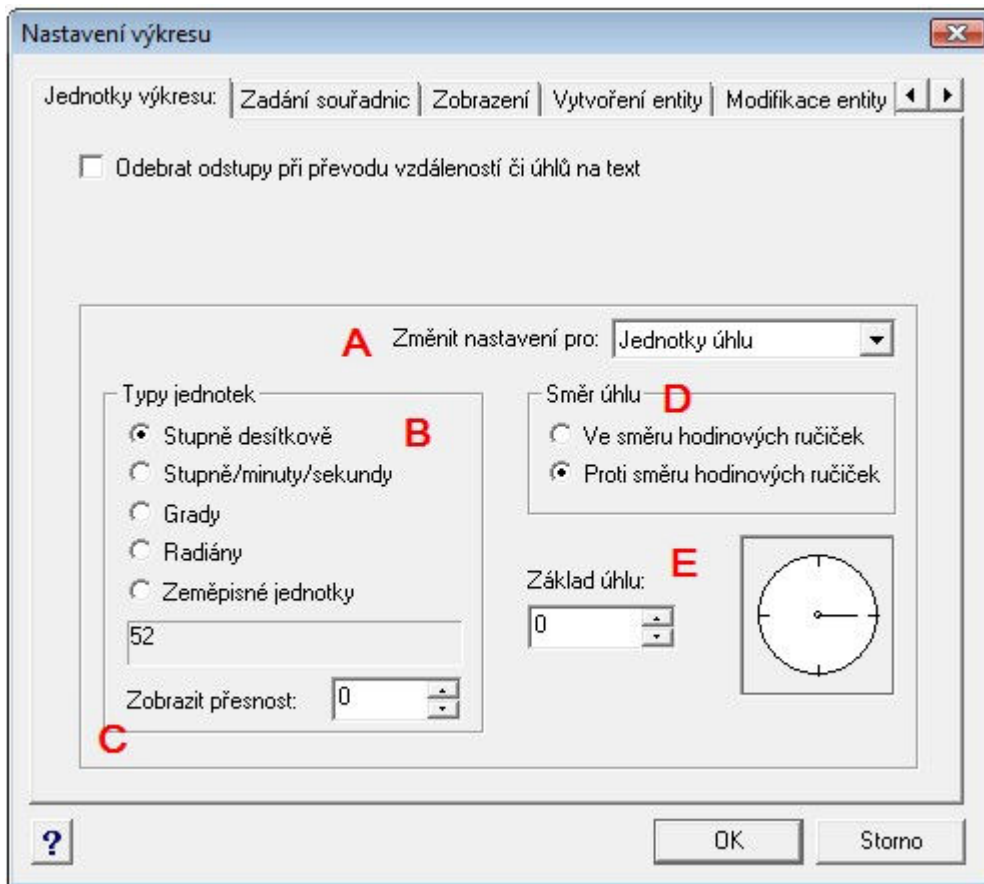 Nastavení výkresu
Jednotky výkresu: Zadání souřadnic Zobrazení Vytvoření entity Modifikace entity
Odebrat odstupy při převodu vzdáleností či úhlů na text
A Změnit nastavení pro: Jednotky úhlu
Typy jednotek
B
Stupně desítkově
Stupně/minuty/sekundy
Grady
Radiány
Zeměpisné jednotky
52
Zobrazit přesnost: 0
C
Směr úhlu D
Ve směru hodinových ručiček
Proti směru hodinových ručiček
E
Základ úhlu:
0
?
OK
Storno